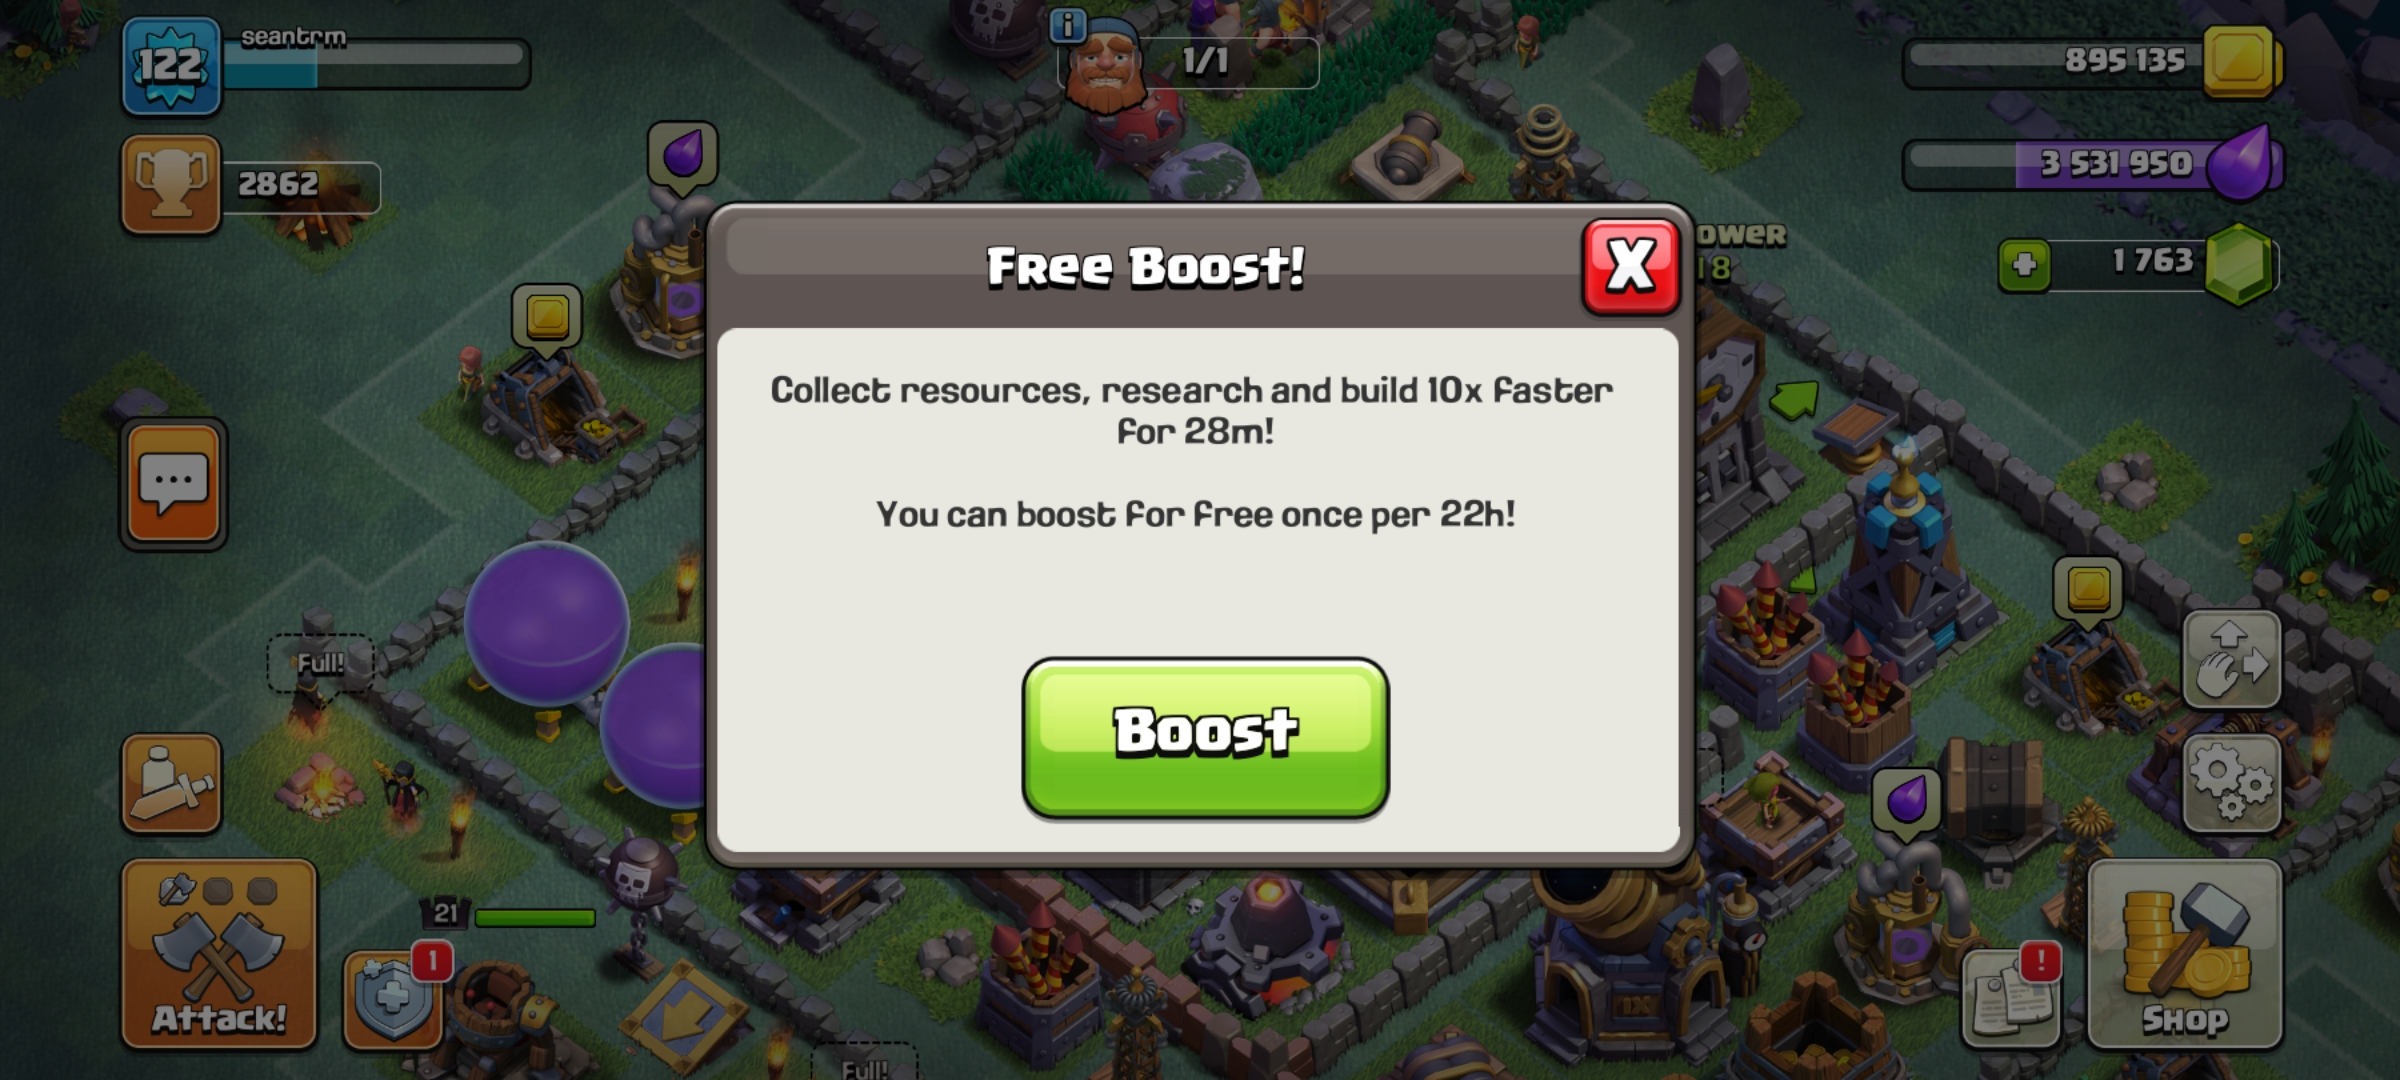 122
seantrm
1/1
895 135
2862
3 531 950
OWER
18
1 763
Free Boost!
X
Collect resources, research and build 10x faster
for 28m!
You can boost for free once per 22h!
Full!
Boost
21
1
Attack!
IX
!
Shop
Full!